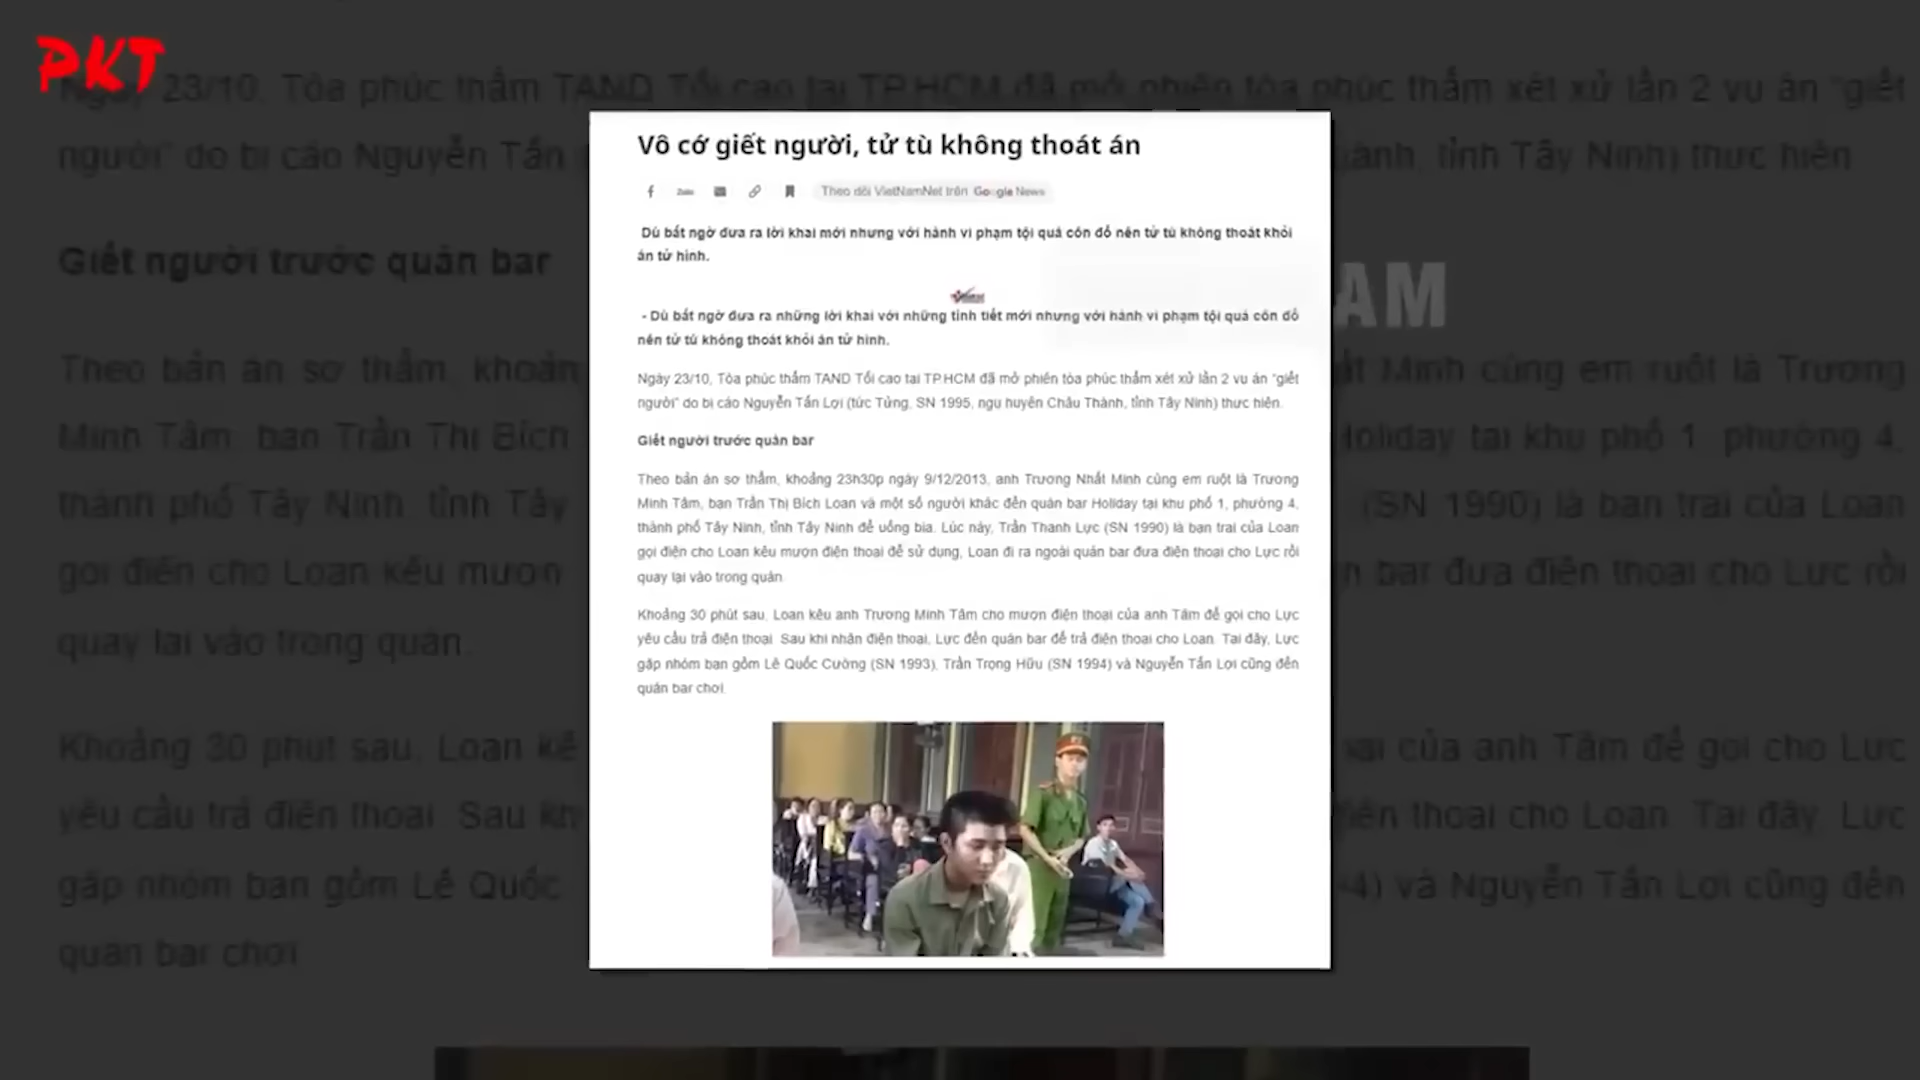 PKT
Vô cớ giết người, tử tù không thoát án
Zalo
Theo dõi VietNamNet trên Google News
Dù bất ngờ đưa ra lời khai mới nhưng với hành vi phạm tội quá côn đồ nên tử tù không thoát khỏi
án tử hình.
- Dù bất ngờ đưa ra những lời khai với những tình tiết mới nhưng với hành vi phạm tội quá côn đồ
nên tử tù không thoát khỏi án tử hình.
Ngày 23/10, Tòa phúc thẩm TAND Tối cao tại TP.HCM đã mở phiên tòa phúc thẩm xét xử lần 2 vụ án "giết
người" do bị cáo Nguyễn Tấn Lợi (tức Tửng, SN 1995, ngụ huyện Châu Thành, tỉnh Tây Ninh) thực hiện.
Giết người trước quán bar
Theo bản án sơ thẩm, khoảng 23h30p ngày 9/12/2013, anh Trương Nhất Minh cùng em ruột là Trương
Minh Tâm, bạn Trần Thị Bích Loan và một số người khác đến quán bar Holiday tại khu phố 1, phường 4,
thành phố Tây Ninh, tỉnh Tây Ninh để uống bia. Lúc này, Trần Thanh Lực (SN 1990) là bạn trai của Loan
gọi điện cho Loan kêu mượn điện thoại để sử dụng, Loan đi ra ngoài quán bar đưa điện thoại cho Lực rồi
quay lại vào trong quán.
Khoảng 30 phút sau, Loan kêu anh Trương Minh Tâm cho mượn điện thoại của anh Tâm để gọi cho Lực
yêu cầu trả điện thoại. Sau khi nhận điện thoại, Lực đến quán bar để trả điện thoại cho Loan. Tại đây, Lực
gặp nhóm bạn gồm Lê Quốc Cường (SN 1993), Trần Trọng Hữu (SN 1994) và Nguyễn Tấn Lợi cũng đến
quán bar chơi.